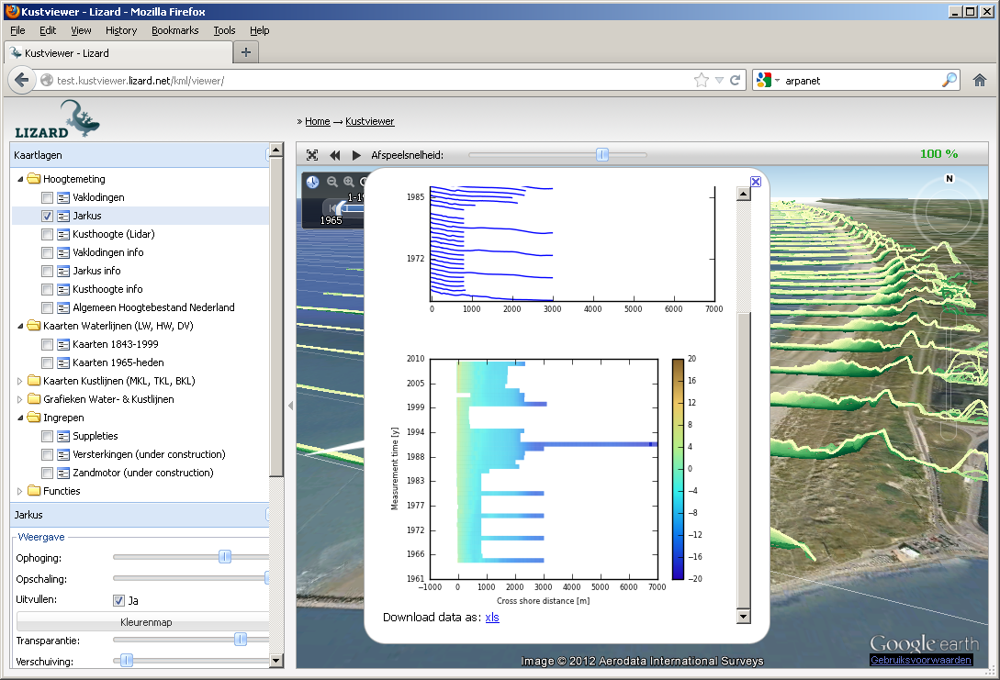 Kustviewer - Lizard - Mozilla Firefox
File Edit View History Bookmarks Tools Help
Kustviewer - Lizard
test.kustviewer.lizard.net/kml/viewer/
arpanet
LIZARD
» Home → Kustviewer
Kaartlagen
Hoogtemeting
Vaklodingen
Jarkus
Kusthoogte (Lidar)
Vaklodingen info
Jarkus info
Kusthoogte info
Algemeen Hoogtebestand Nederland
Kaarten Waterlijnen (LW, HW, DV)
Kaarten 1843-1999
Kaarten 1965-heden
Kaarten Kustlijnen (MKL, TKL, BKL)
Grafieken Water- & Kustlijnen
Ingrepen
Suppleties
Versterkingen (under construction)
Zandmotor (under construction)
Functies
Jarkus
Weergave
Ophoging:
Opschaling:
Uitvullen: Ja
Kleurenmap
Transparantie:
Verschuiving:
Afspeelsnelheid:
100 %
1-19
1965
N
1985
1972
0 1000 2000 3000 4000 5000 6000 7000
Measurement time [y]
2010
2005
1999
1994
1988
1983
1977
1972
1966
1961
−1000 0 1000 2000 3000 4000 5000 6000 7000
Cross shore distance [m]
20
16
12
8
4
0
−4
−8
−12
−16
−20
Download data as: xls
Image © 2012 Aerodata International Surveys
Google earth
Gebruiksvoorwaarden